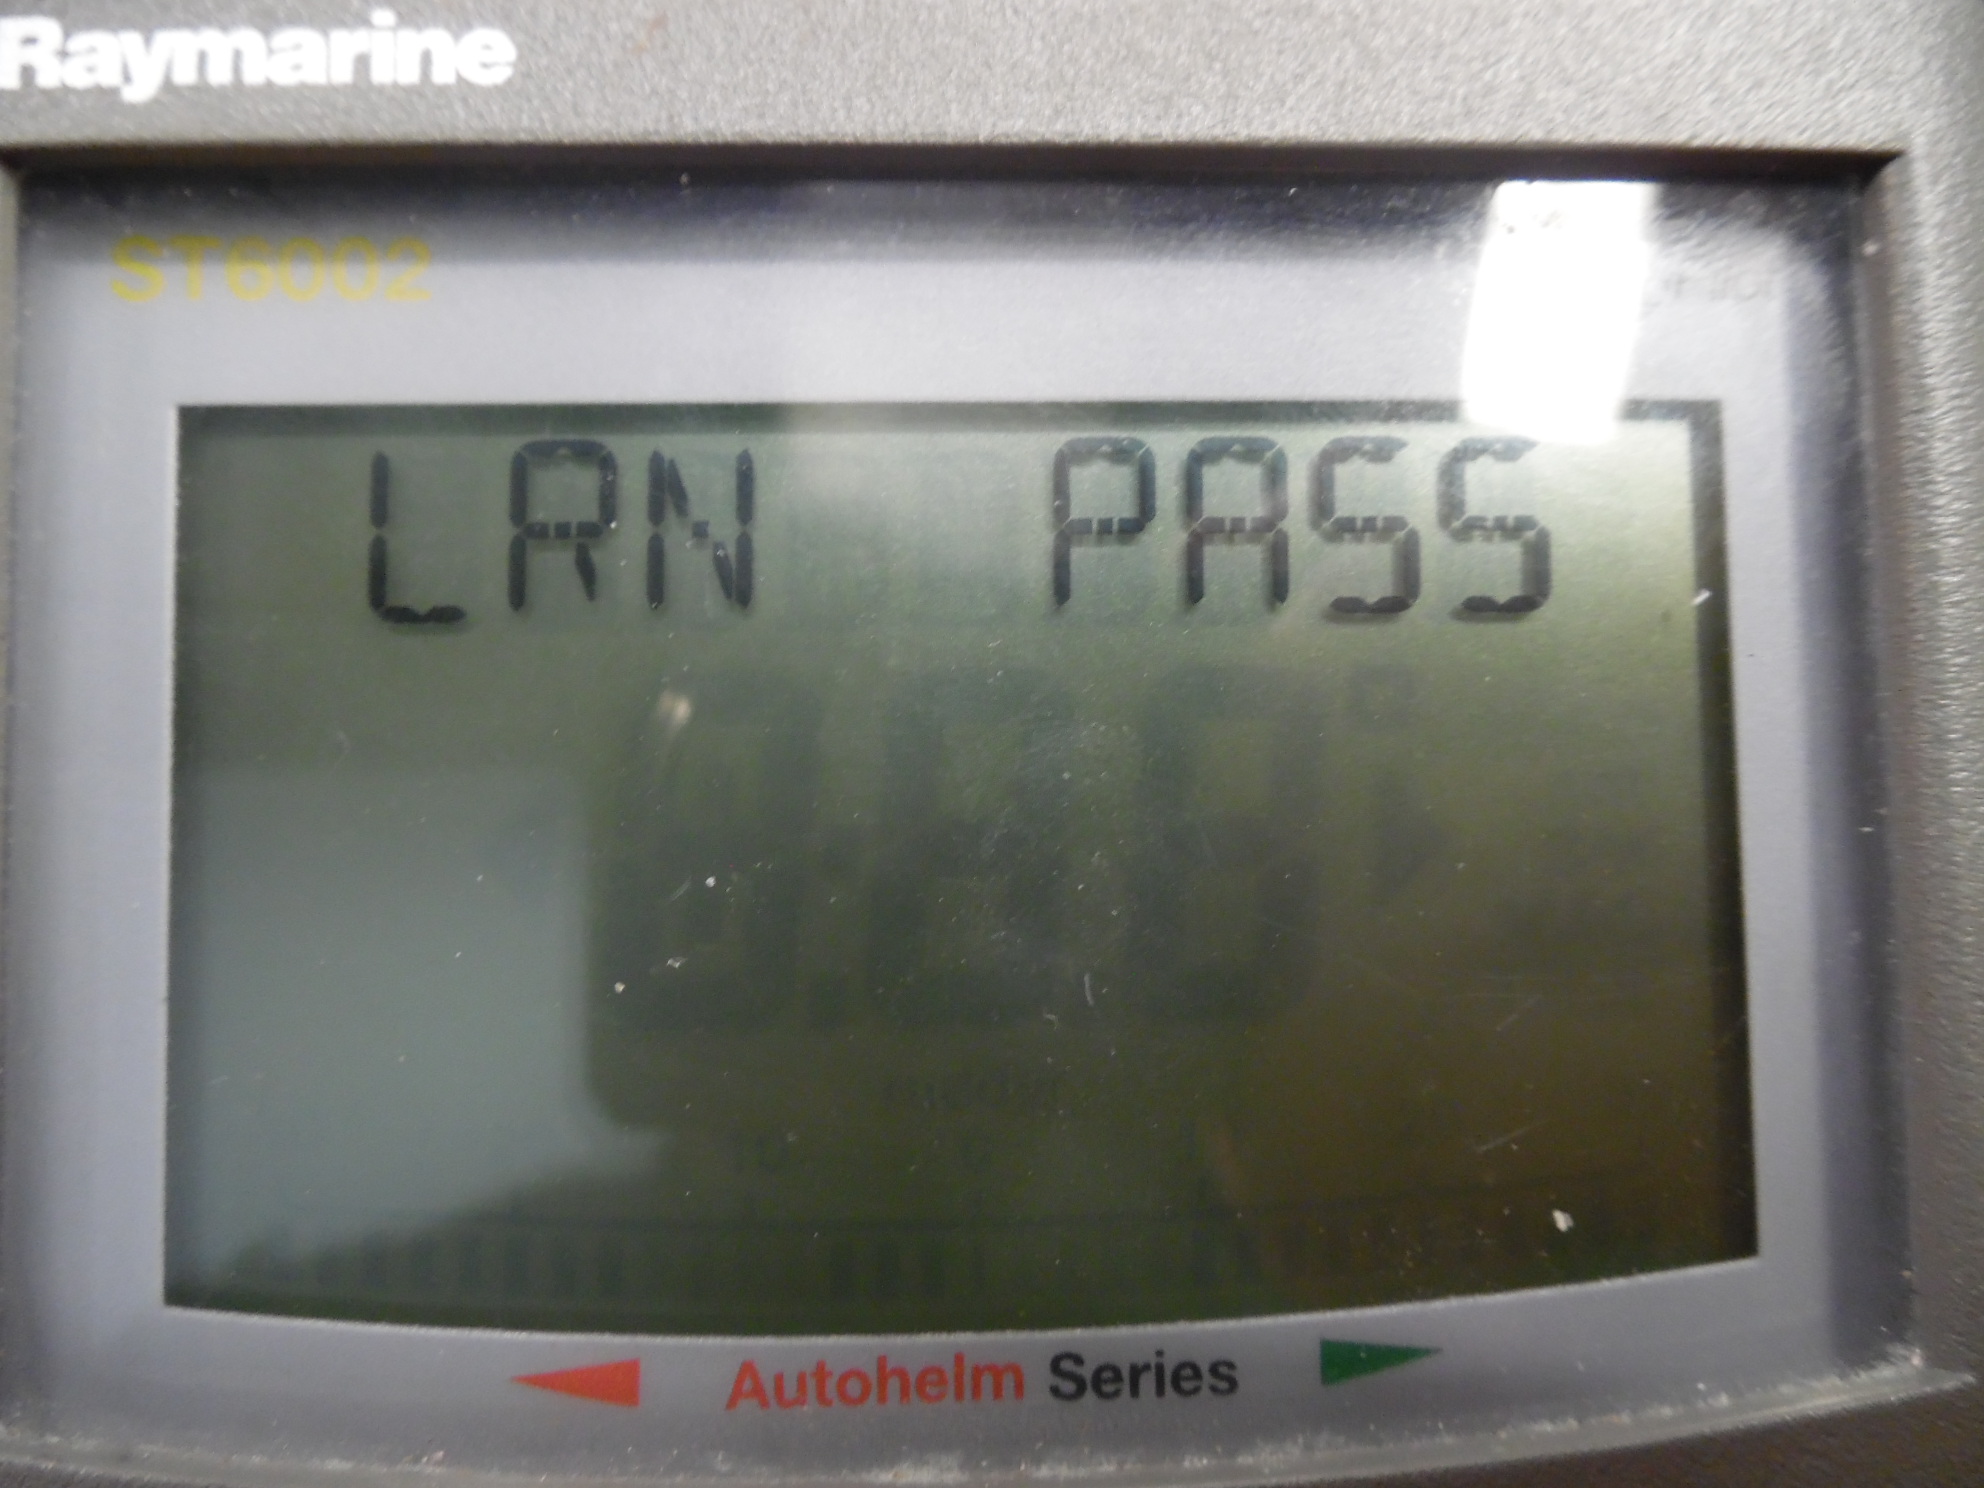 Raymarine
ST6002
LRN PASS
Autohelm Series